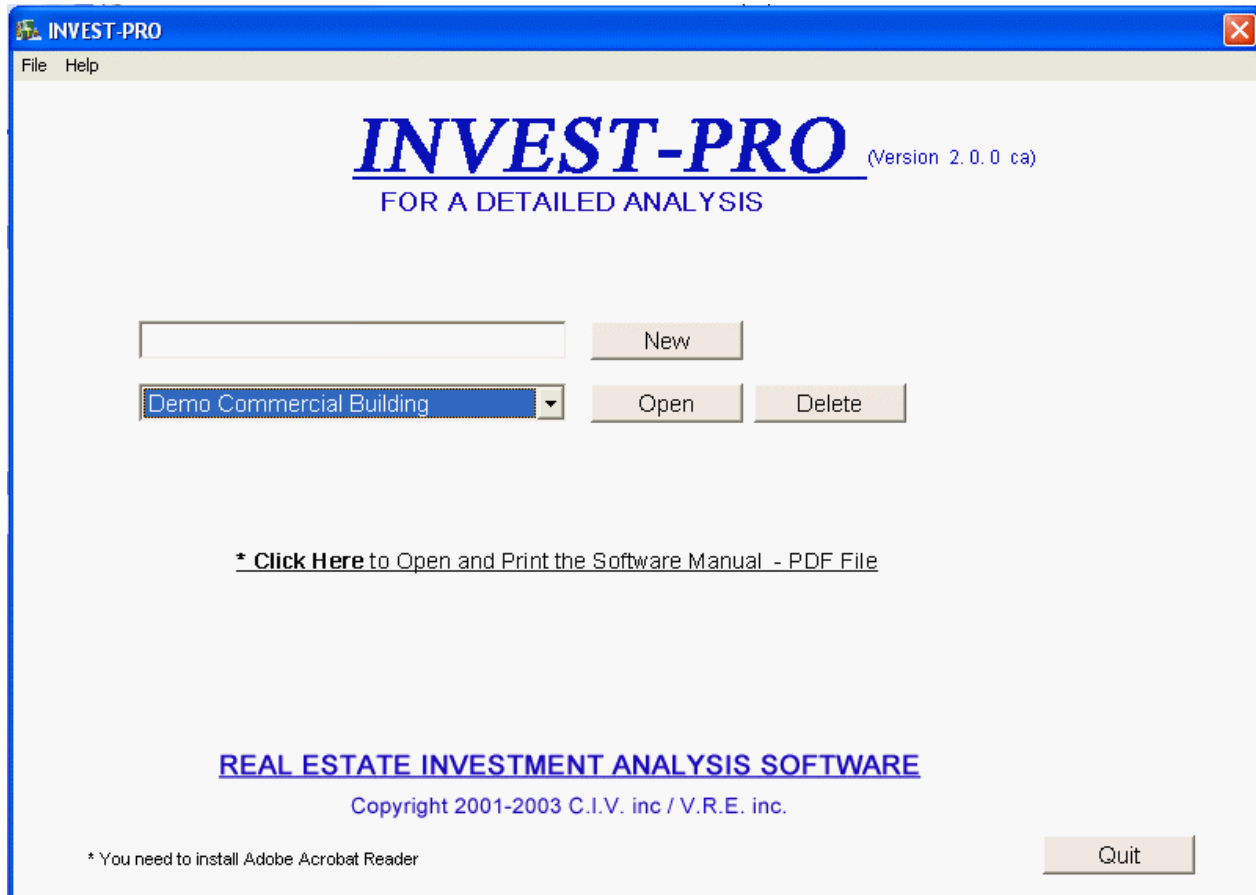 INVEST-PRO
File Help
INVEST-PRO (Version 2.0.0 ca)
FOR A DETAILED ANALYSIS
New
Demo Commercial Building Open Delete
* Click Here to Open and Print the Software Manual - PDF File
REAL ESTATE INVESTMENT ANALYSIS SOFTWARE
Copyright 2001-2003 C.I.V. inc / V.R.E. inc.
* You need to install Adobe Acrobat Reader
Quit